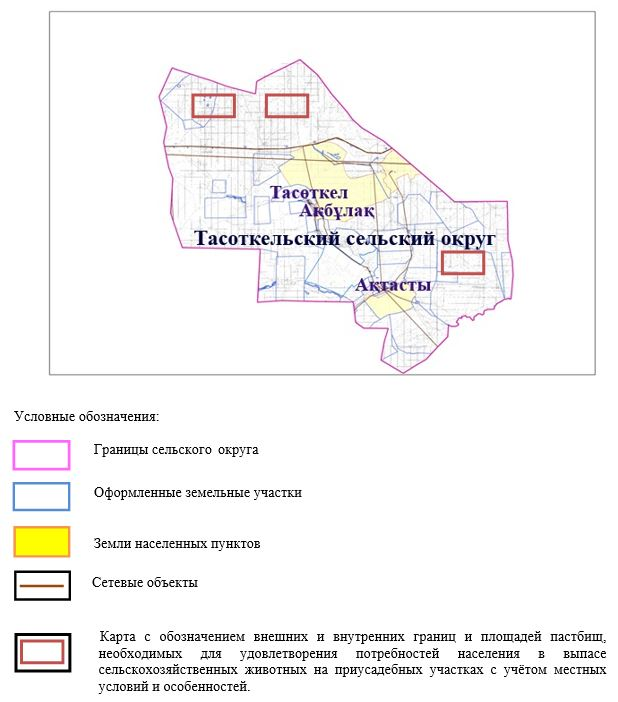 Тасөткел
Ақбұлақ
Тасоткельский сельский округ
Ақтасты
Условные обозначения:
Границы сельского округа
Оформленные земельные участки
Земли населенных пунктов
Сетевые объекты
Карта с обозначением внешних и внутренних границ и площадей пастбищ,
необходимых для удовлетворения потребностей населения в выпасе
сельскохозяйственных животных на приусадебных участках с учётом местных
условий и особенностей.